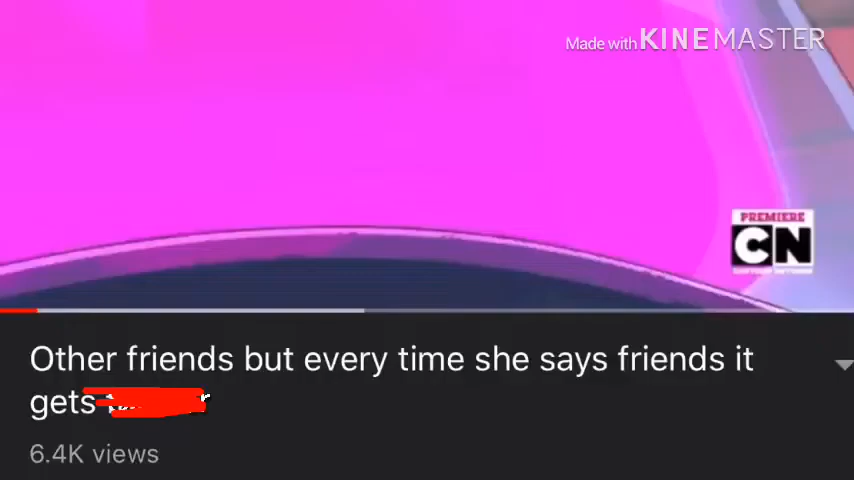 Made with KINEMASTER
PREMIERE
CN
Other friends but every time she says friends it
gets
6.4K views